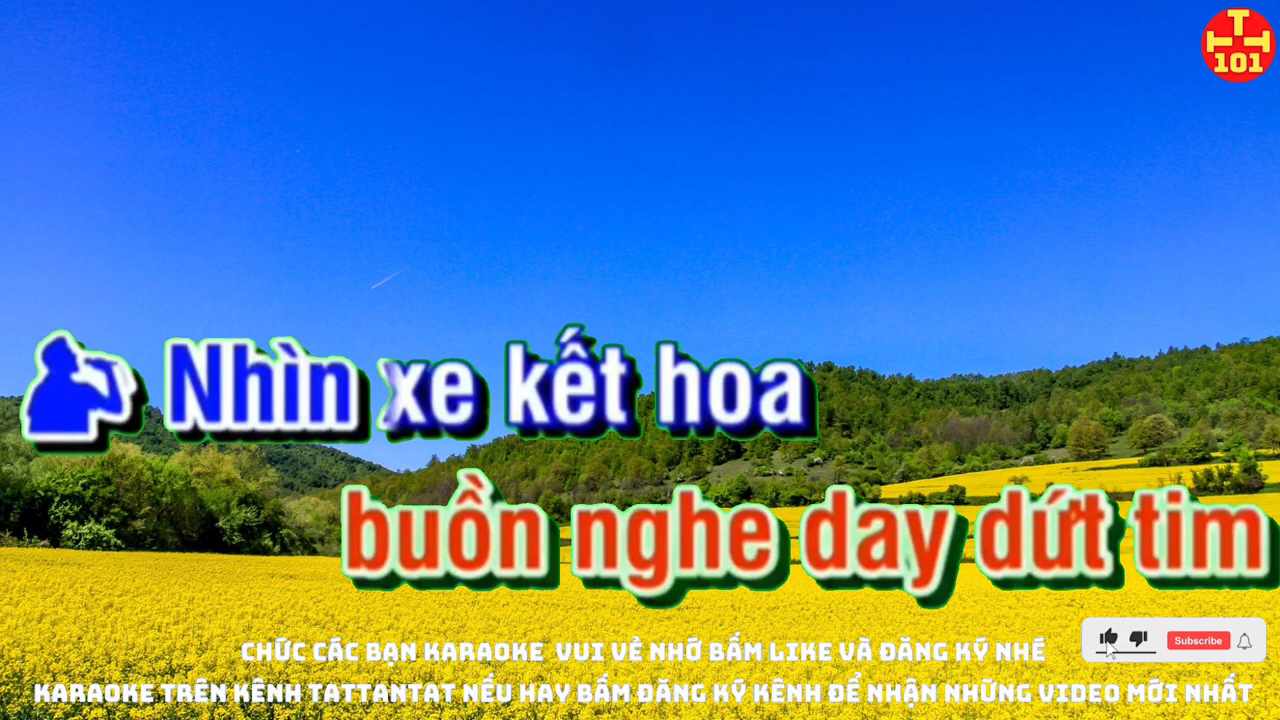 T
TT
101
Nhìn xe kết hoa
buồn nghe day dứt tim
Subscribe
CHỮC CÁC BẠN KARAOKE VUI VẺ NHỚ BẤM LIKE VÀ ĐĂNG KÝ NHÉ
KARAOKE TRÊN KÊNH TATTANTAT NẾU HAY BẤM ĐĂNG KÝ KÊNH ĐỂ NHẬN NHỮNG VIDEO MỚI NHẤT